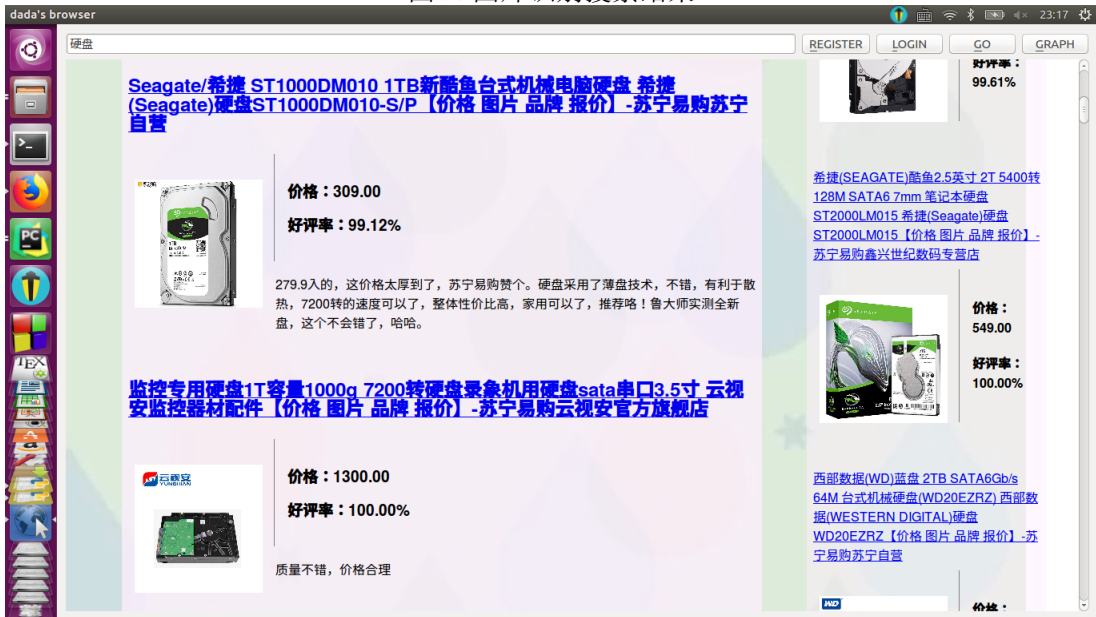 dada's browser
23:17
硬盘
REGISTER
LOGIN
GO
GRAPH
Seagate/希捷 ST1000DM010 1TB新酷鱼台式机械电脑硬盘 希捷
(Seagate)硬盘ST1000DM010-S/P【价格 图片 品牌 报价】-苏宁易购苏宁
自营
价格：309.00
好评率：99.12%
279.9入的，这价格太厚到了，苏宁易购赞个。硬盘采用了薄盘技术，不错，有利于散
热，7200转的速度可以了，整体性价比高，家用可以了，推荐咯！鲁大师实测全新
盘，这个不会错了，哈哈。
监控专用硬盘1T容量1000g 7200转硬盘录象机用硬盘sata串口3.5寸 云视
安监控器材配件【价格 图片 品牌 报价】-苏宁易购云视安官方旗舰店
云视安
YUNSHIAN
价格：1300.00
好评率：100.00%
质量不错，价格合理
好评率：
99.61%
希捷(SEAGATE)酷鱼2.5英寸 2T 5400转
128M SATA6 7mm 笔记本硬盘
ST2000LM015 希捷(Seagate)硬盘
ST2000LM015【价格 图片 品牌 报价】-
苏宁易购鑫兴世纪数码专营店
价格：
549.00
好评率：
100.00%
西部数据(WD)蓝盘 2TB SATA6Gb/s
64M 台式机械硬盘(WD20EZRZ) 西部数
据(WESTERN DIGITAL)硬盘
WD20EZRZ【价格 图片 品牌 报价】-苏
宁易购苏宁自营
WD
价格：